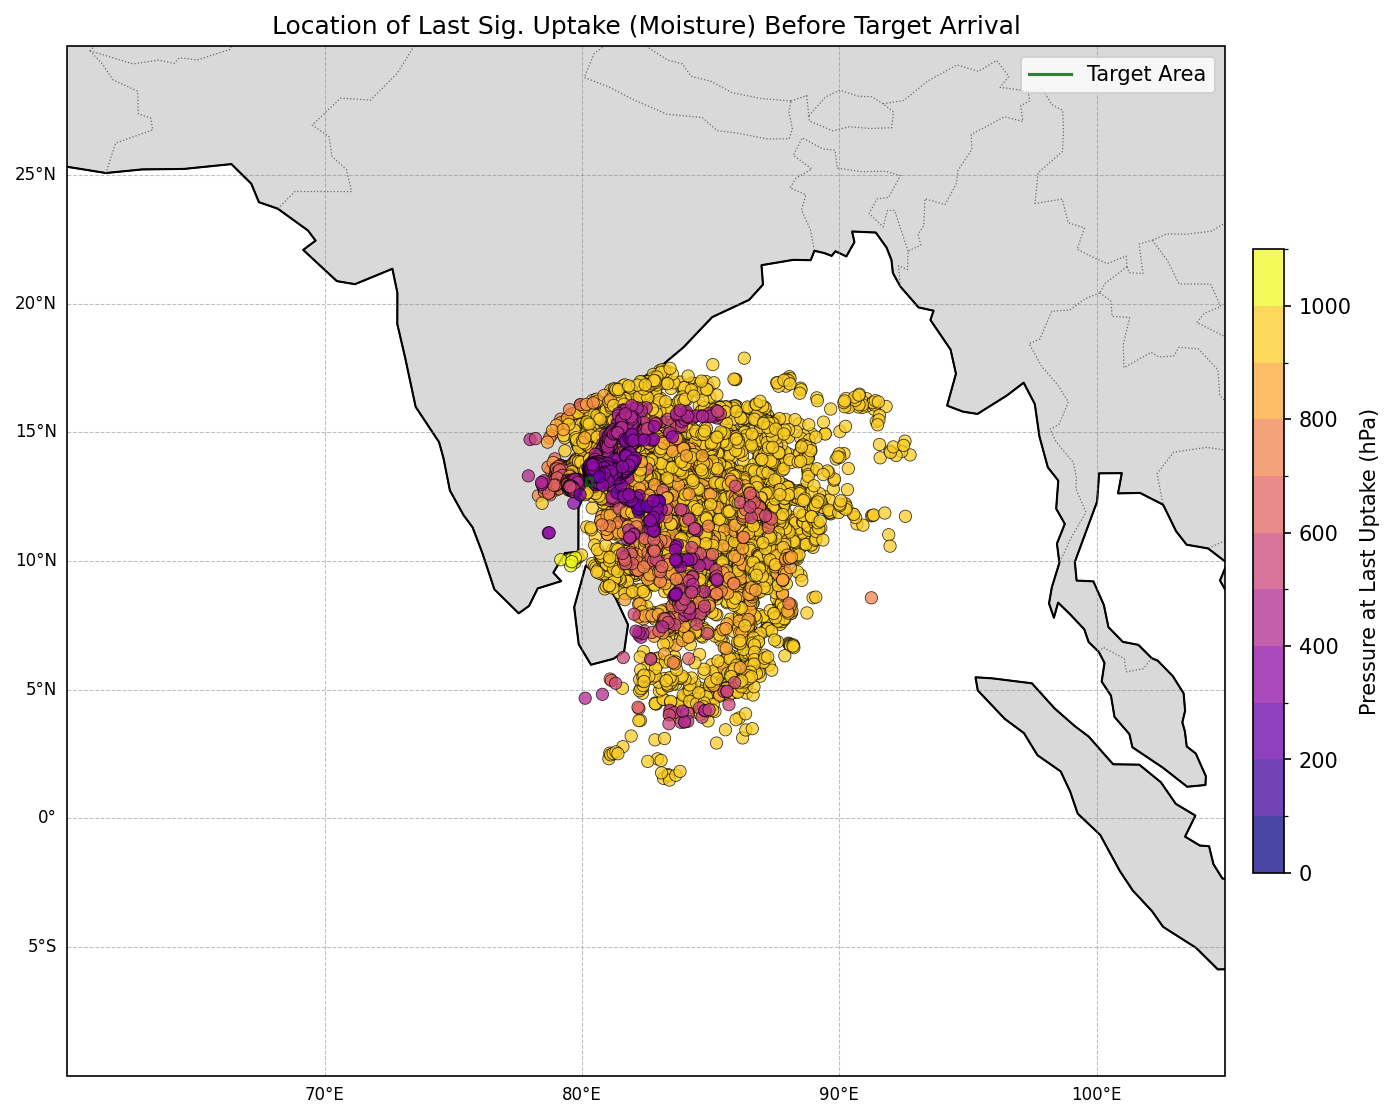 Location of Last Sig. Uptake (Moisture) Before Target Arrival
Target Area
25°N
20°N
15°N
10°N
5°N
0°
5°S
70°E
80°E
90°E
100°E
1000
800
600
400
200
0
Pressure at Last Uptake (hPa)